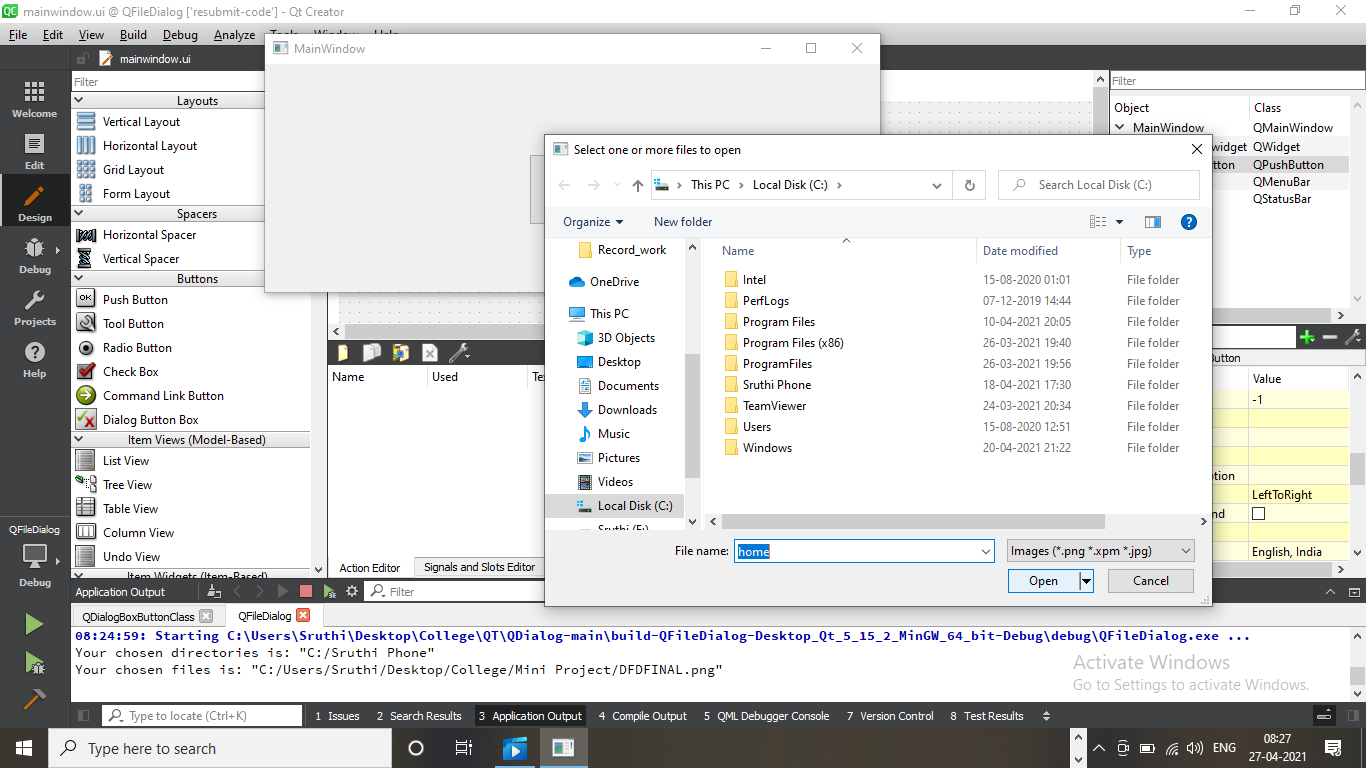 mainwindow.ui @ QFileDialog ['resubmit-code'] - Qt Creator
File Edit View Build Debug Analyze
mainwindow.ui
MainWindow
Welcome
Edit
Design
Debug
Projects
Help
QFileDialog
Debug
Filter
Layouts
Vertical Layout
Horizontal Layout
Grid Layout
Form Layout
Spacers
Horizontal Spacer
Vertical Spacer
Buttons
Push Button
Tool Button
Radio Button
Check Box
Command Link Button
Dialog Button Box
Item Views (Model-Based)
List View
Tree View
Table View
Column View
Undo View
Item Widgets (Item-Based)
Name Used
Action Editor Signals and Slots Editor
Select one or more files to open
This PC Local Disk (C:)
Search Local Disk (C:)
Organize New folder
Record_work
OneDrive
This PC
3D Objects
Desktop
Documents
Downloads
Music
Pictures
Videos
Local Disk (C:)
Sruthi (F:)
Name Date modified Type
Intel 15-08-2020 01:01 File folder
PerfLogs 07-12-2019 14:44 File folder
Program Files 10-04-2021 20:05 File folder
Program Files (x86) 26-03-2021 19:40 File folder
ProgramFiles 26-03-2021 19:56 File folder
Sruthi Phone 18-04-2021 17:30 File folder
TeamViewer 24-03-2021 20:34 File folder
Users 15-08-2020 12:51 File folder
Windows 20-04-2021 21:22 File folder
File name: home Images (*.png *.xpm *.jpg)
Open Cancel
Filter
Object Class
MainWindow QMainWindow
widget QWidget
tton QPushButton
QMenuBar
QStatusBar
Button
Value
-1
ption
LeftToRight
nd
English, India
Application Output
Filter
QDialogBoxButtonClass QFileDialog
08:24:59: Starting C:\Users\Sruthi\Desktop\College\QT\QDialog-main\build-QFileDialog-Desktop_Qt_5_15_2_MinGW_64_bit-Debug\debug\QFileDialog.exe ...
Your chosen directories is: "C:/Sruthi Phone"
Your chosen files is: "C:/Users/Sruthi/Desktop/College/Mini Project/DFDFINAL.png"
Activate Windows
Go to Settings to activate Windows.
Type to locate (Ctrl+K) 1 Issues 2 Search Results 3 Application Output 4 Compile Output 5 QML Debugger Console 7 Version Control 8 Test Results
Type here to search
ENG
08:27
27-04-2021